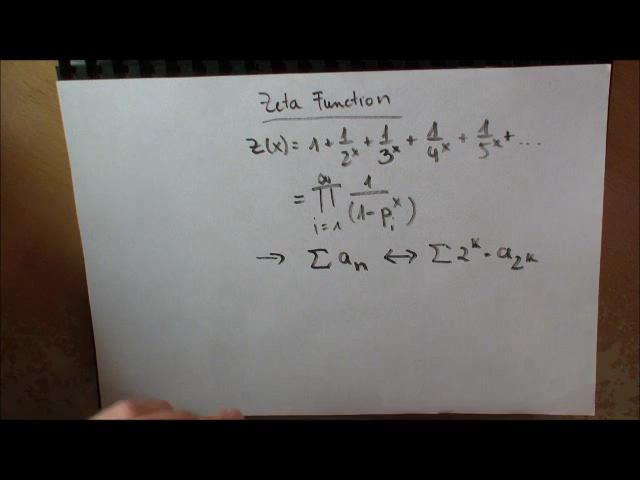 Zeta Function
Z(x) = 1 + 1/2^x + 1/3^x + 1/4^x + 1/5^x + ...
= ∏_{i=1}^{∞} 1/(1-p_i^x)
→ Σ a_n ↔ Σ 2^k · a_{2^k}